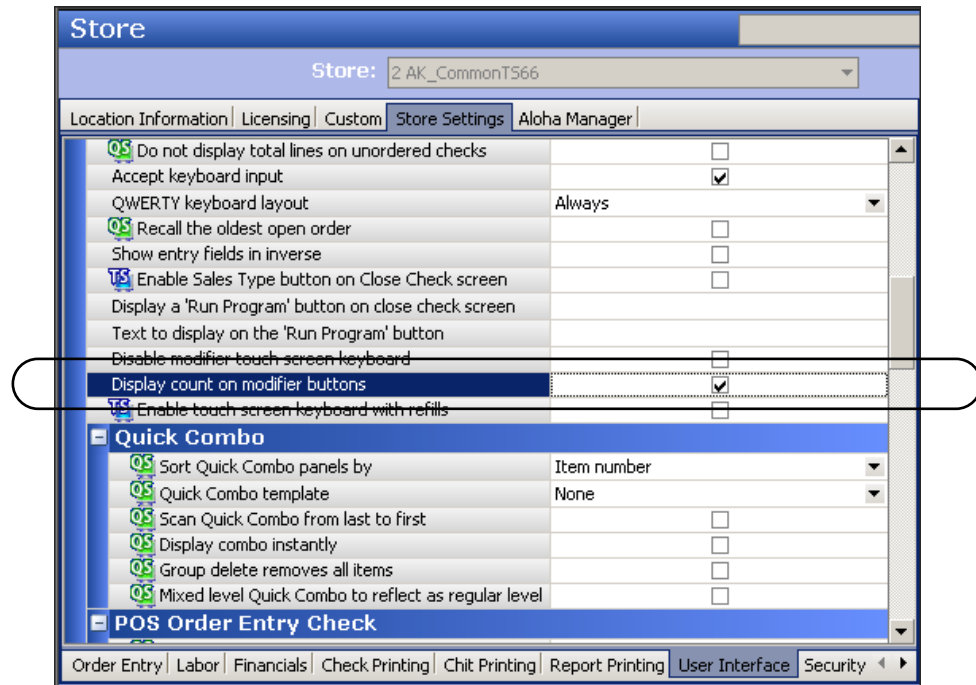 Store
Store: 2 AK_CommonTS66
Location Information Licensing Custom Store Settings Aloha Manager
QS Do not display total lines on unordered checks
Accept keyboard input
QWERTY keyboard layout Always
QS Recall the oldest open order
Show entry fields in inverse
TS Enable Sales Type button on Close Check screen
Display a 'Run Program' button on close check screen
Text to display on the 'Run Program' button
Disable modifier touch screen keyboard
Display count on modifier buttons
TS Enable touch screen keyboard with refills
Quick Combo
QS Sort Quick Combo panels by Item number
QS Quick Combo template None
QS Scan Quick Combo from last to first
QS Display combo instantly
QS Group delete removes all items
QS Mixed level Quick Combo to reflect as regular level
POS Order Entry Check
Order Entry Labor Financials Check Printing Chit Printing Report Printing User Interface Security